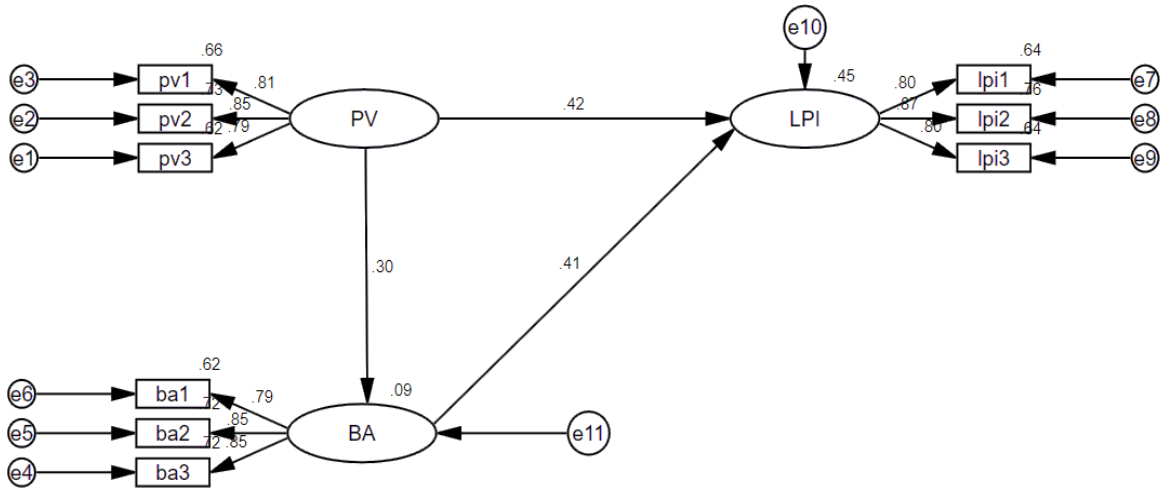 e10
.66
.64
e3
pv1
.81
.45
.80
lpi1
e7
.73
.76
e2
pv2
.85
PV
.42
LPI
.87
lpi2
e8
.62
.79
.80
.64
e1
pv3
lpi3
e9
.30
.41
.62
e6
ba1
.79
.09
.72
e5
ba2
.85
BA
e11
.72
.85
e4
ba3